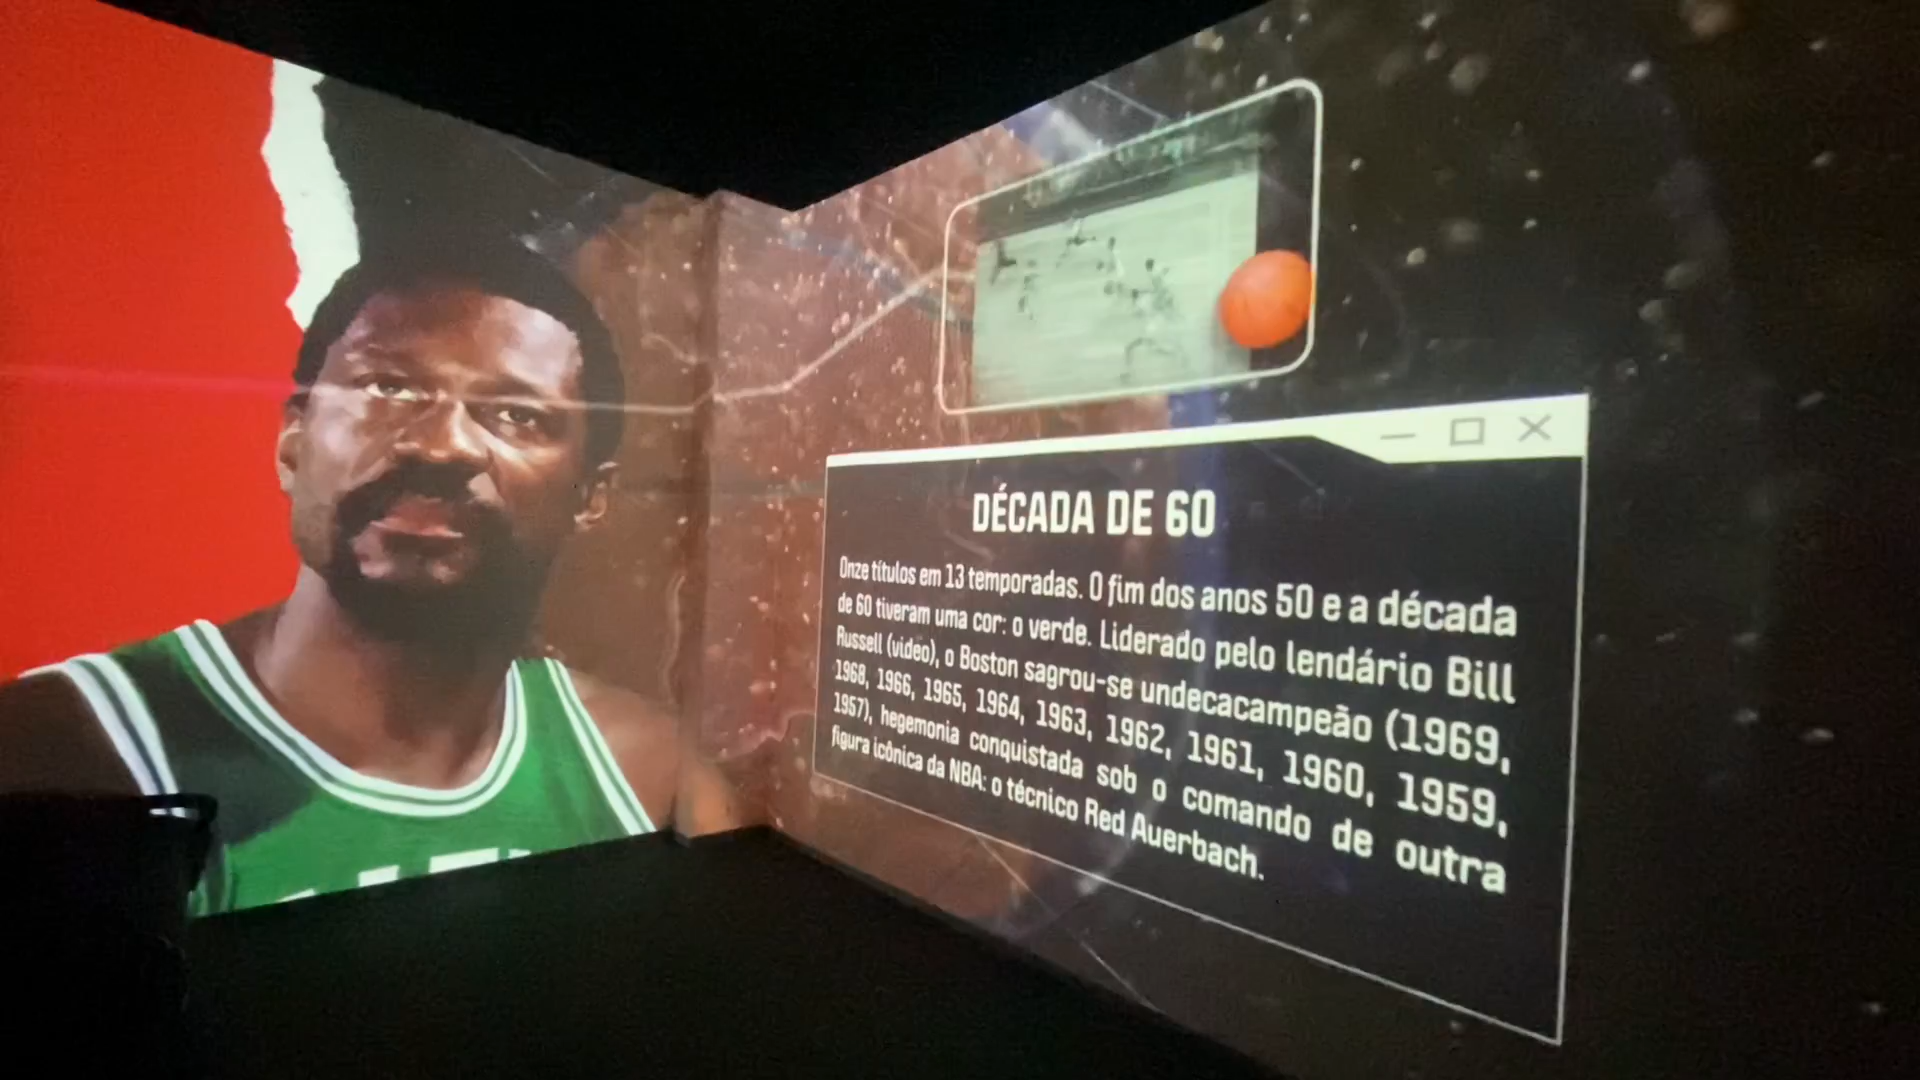 DÉCADA DE 60
Onze títulos em 13 temporadas. O fim dos anos 50 e a década
de 60 tiveram uma cor: o verde. Liderado pelo lendário Bill
Russell (vídeo), o Boston sagrou-se undecacampeão (1969,
1968, 1966, 1965, 1964, 1963, 1962, 1961, 1960, 1959,
1957), hegemonia conquistada sob o comando de outra
figura icônica da NBA: o técnico Red Auerbach.